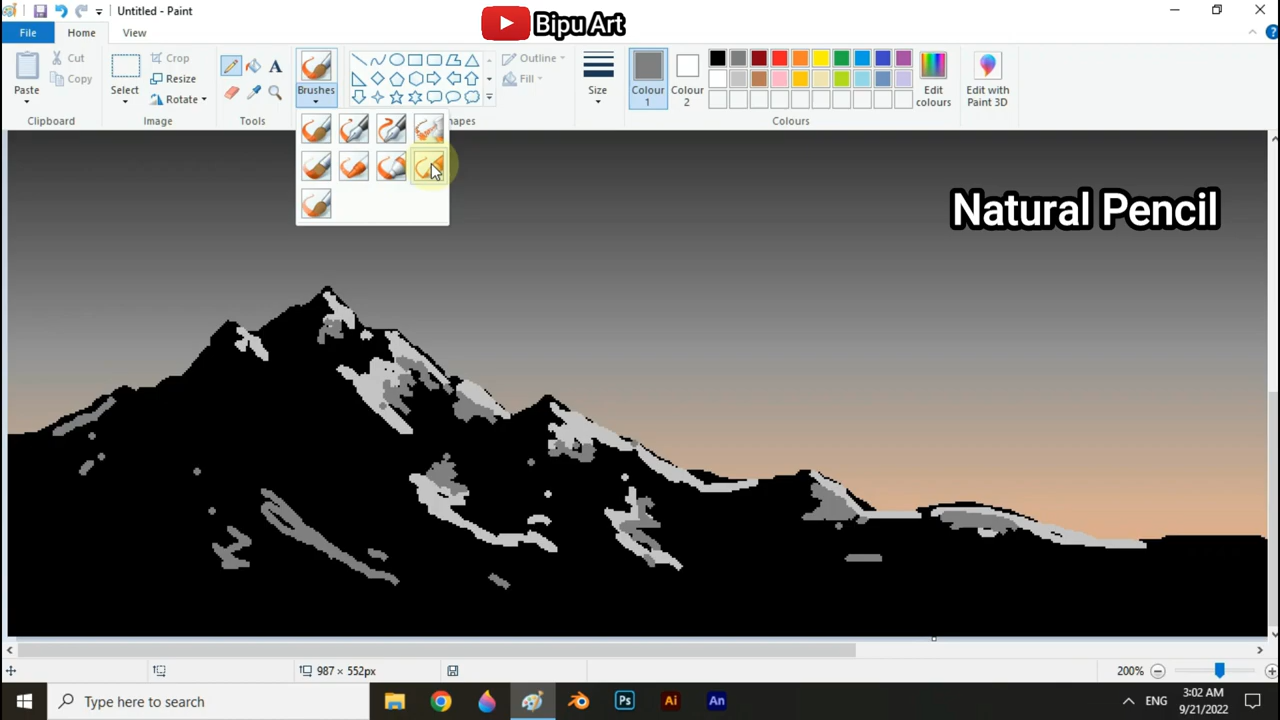 Untitled - Paint
Bipu Art
File
Home
View
Paste
Cut
Copy
Clipboard
Select
Crop
Resize
Rotate
Image
A
Tools
Brushes
Outline
Fill
hapes
Size
Colour
1
Colour
2
Edit
colours
Colours
Edit with
Paint 3D
Natural Pencil
987 × 552px
200%
Type here to search
Ps
Ai
An
ENG
3:02 AM
9/21/2022